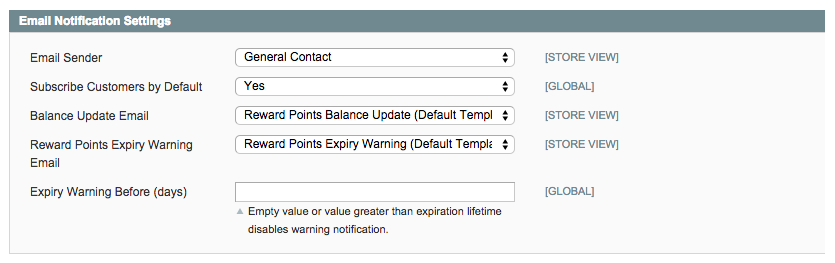 Email Notification Settings
Email Sender General Contact [STORE VIEW]
Subscribe Customers by Default Yes [GLOBAL]
Balance Update Email Reward Points Balance Update (Default Templ [STORE VIEW]
Reward Points Expiry Warning Reward Points Expiry Warning (Default Templa [STORE VIEW]
Email
Expiry Warning Before (days) [GLOBAL]
Empty value or value greater than expiration lifetime
disables warning notification.